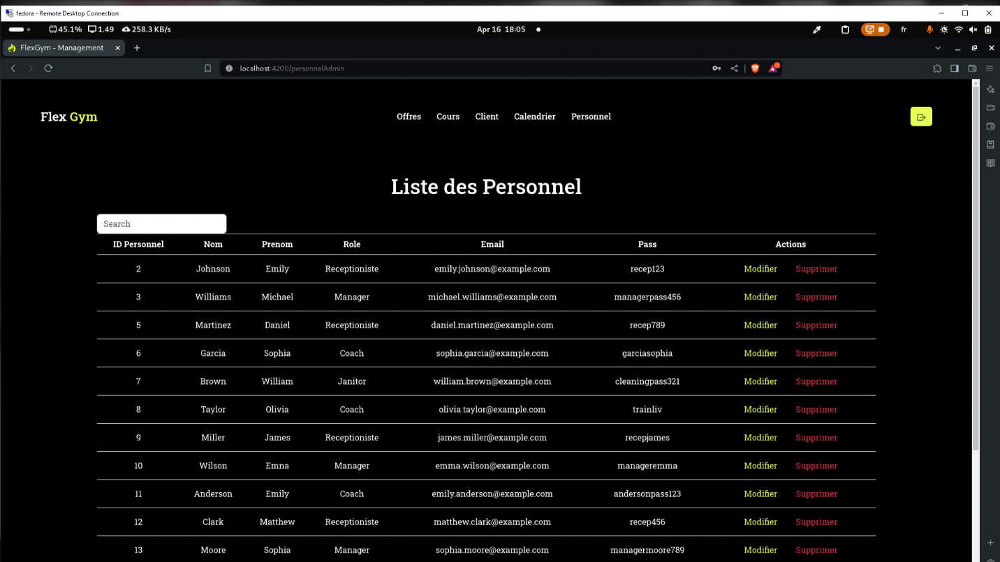 fedora - Remote Desktop Connection
45.1% 1.49 258.3 KB/s Apr 16 18:05 fr
FlexGym - Management
localhost:4200/personnelAdmin
Flex Gym Offres Cours Client Calendrier Personnel
Liste des Personnel
Search
ID Personnel Nom Prenom Role Email Pass Actions
2 Johnson Emily Receptioniste emily.johnson@example.com recep123 Modifier Supprimer
3 Williams Michael Manager michael.williams@example.com managerpass456 Modifier Supprimer
5 Martinez Daniel Receptioniste daniel.martinez@example.com recep789 Modifier Supprimer
6 Garcia Sophia Coach sophia.garcia@example.com garciasophia Modifier Supprimer
7 Brown William Janitor william.brown@example.com cleaningpass321 Modifier Supprimer
8 Taylor Olivia Coach olivia.taylor@example.com trainliv Modifier Supprimer
9 Miller James Receptioniste james.miller@example.com recepjames Modifier Supprimer
10 Wilson Emna Manager emma.wilson@example.com manageremma Modifier Supprimer
11 Anderson Emily Coach emily.anderson@example.com andersonpass123 Modifier Supprimer
12 Clark Matthew Receptioniste matthew.clark@example.com recep456 Modifier Supprimer
13 Moore Sophia Manager sophia.moore@example.com managermoore789 Modifier Supprimer